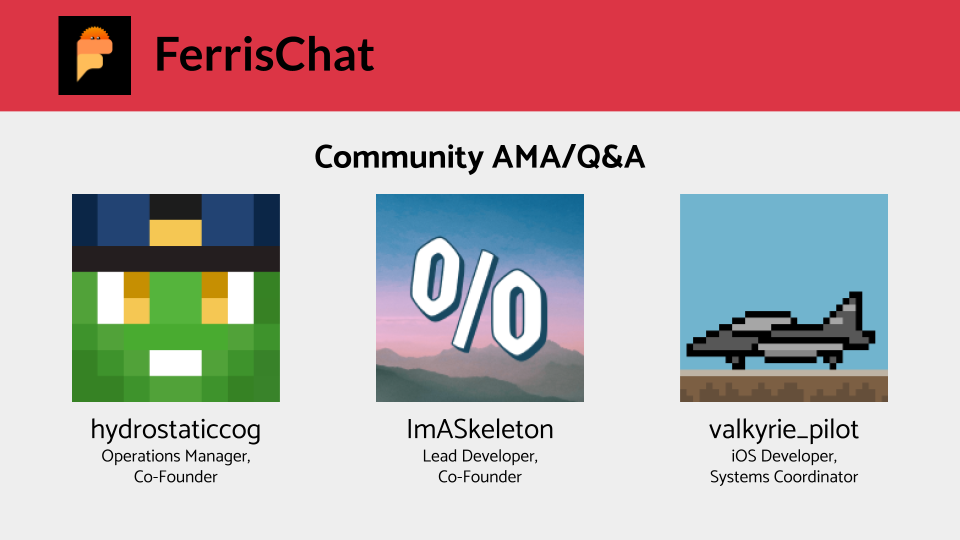 FerrisChat
Community AMA/Q&A
%
hydrostaticcog
Operations Manager,
Co-Founder
ImASkeleton
Lead Developer,
Co-Founder
valkyrie_pilot
iOS Developer,
Systems Coordinator